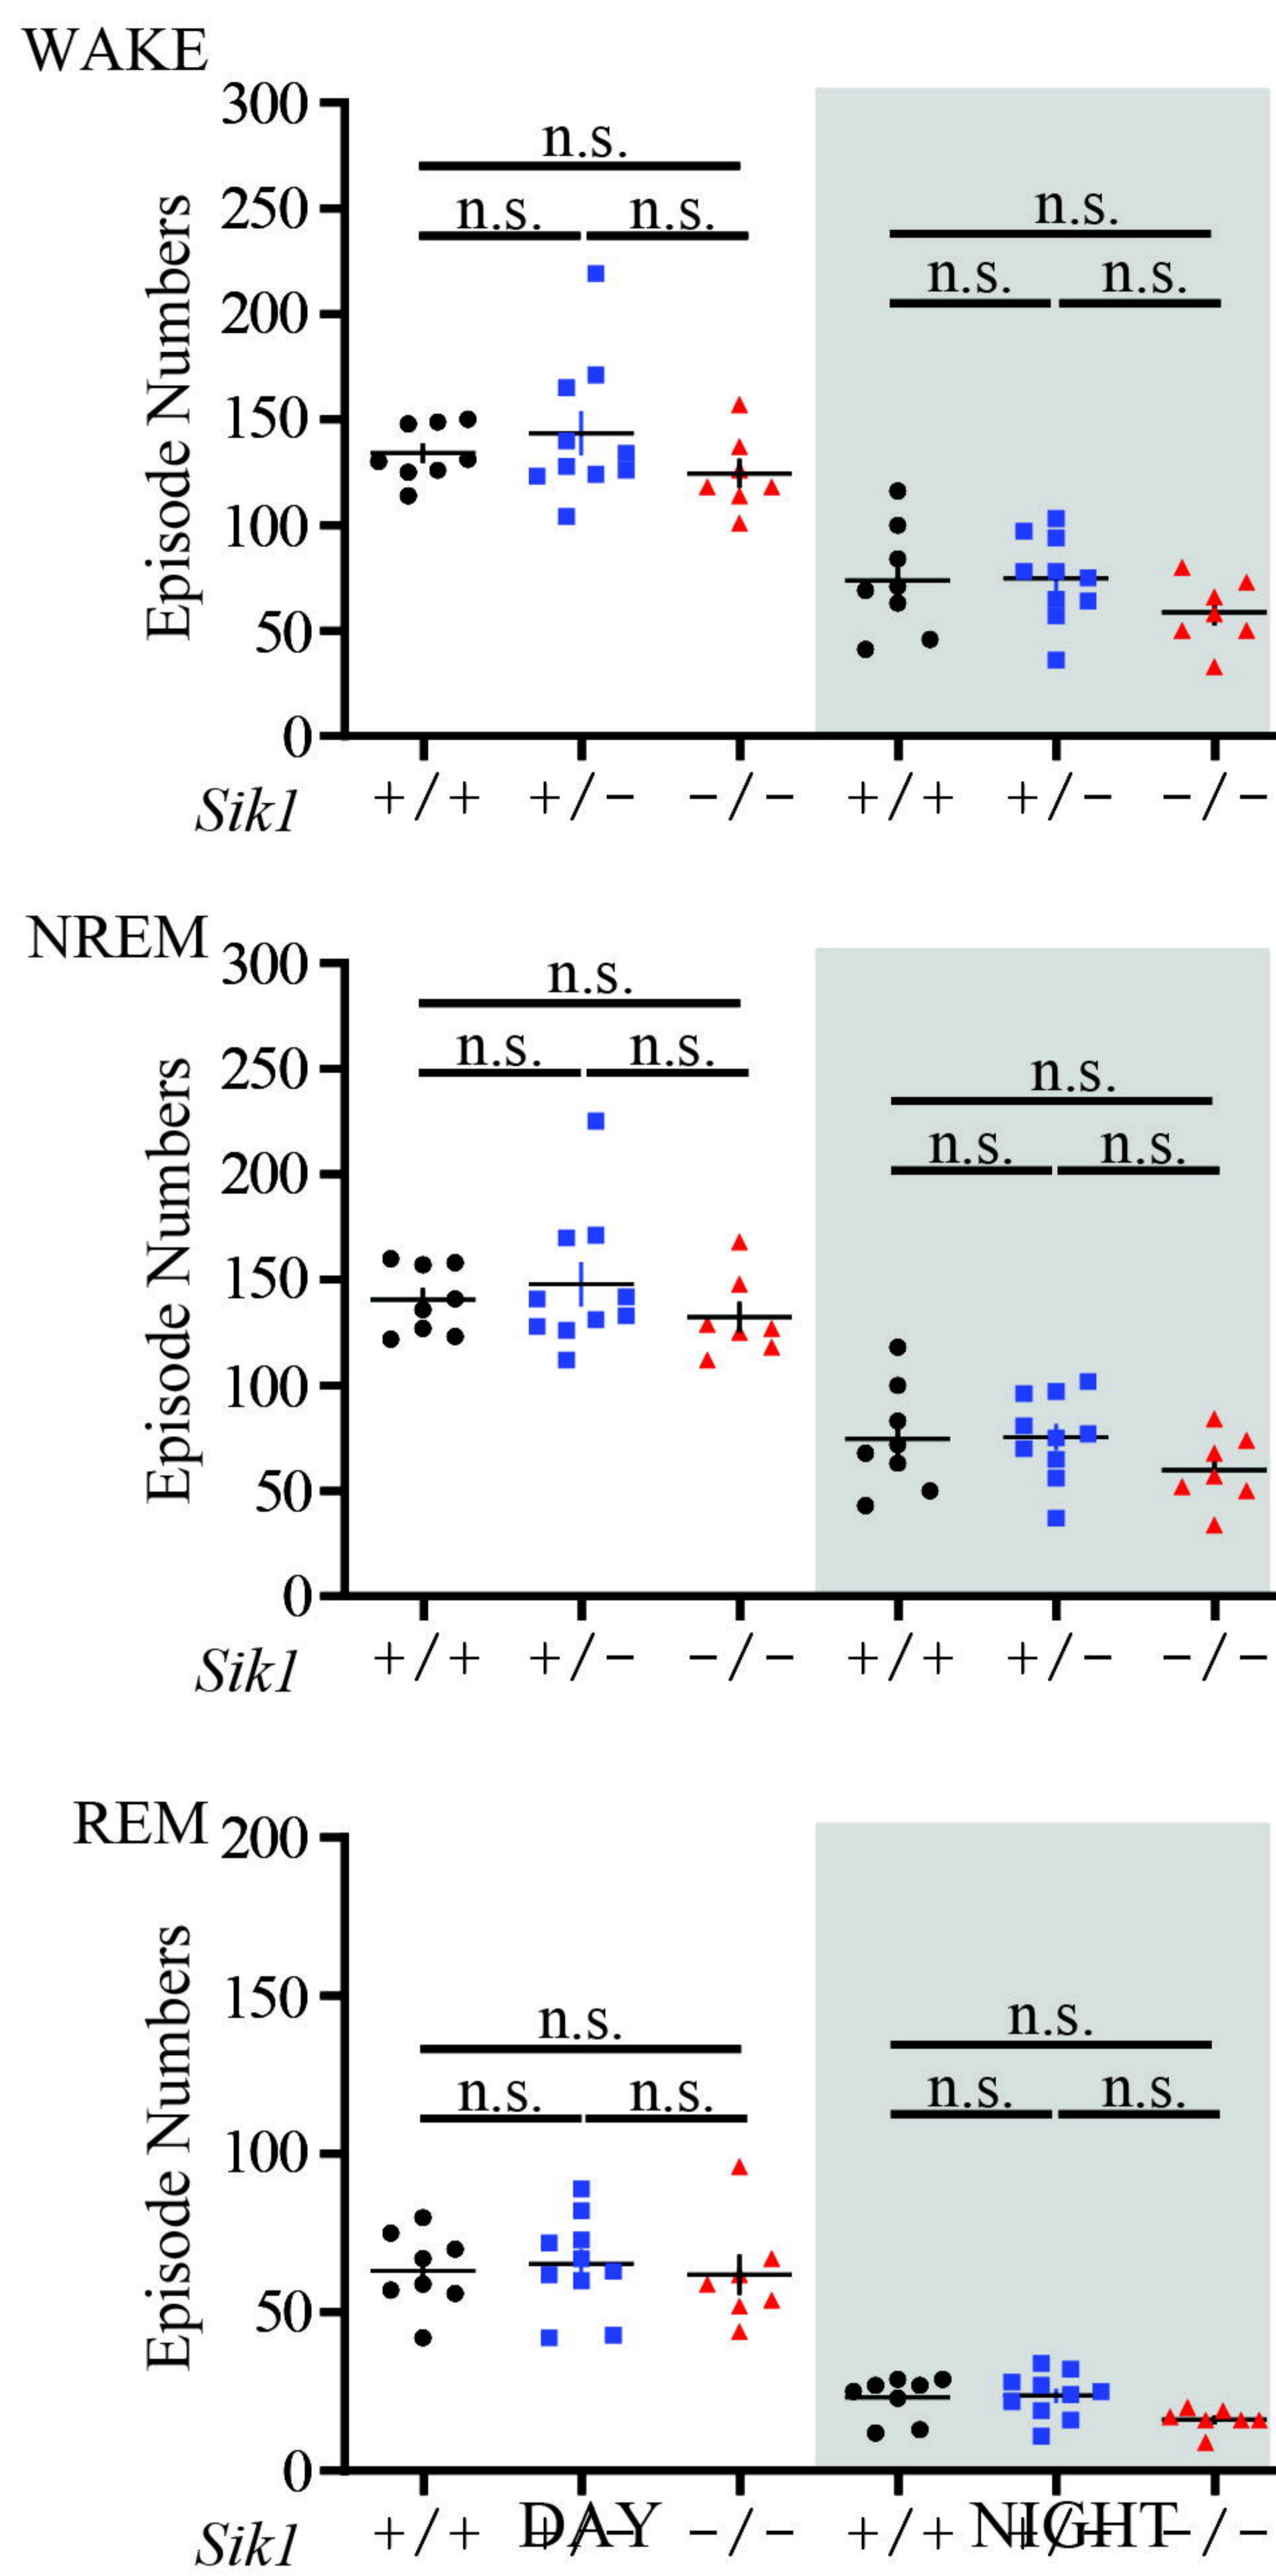 WAKE
300
n.s.
250
n.s. n.s.
n.s.
200
n.s. n.s.
150
100
50
0
Episode Numbers
Sik1 +/+ +/− −/− +/+ +/− −/−
NREM
300
n.s.
250
n.s. n.s.
n.s.
200
n.s. n.s.
150
100
50
0
Episode Numbers
Sik1 +/+ +/− −/− +/+ +/− −/−
REM
200
150
n.s. n.s.
n.s. n.s. n.s. n.s.
100
50
0
Episode Numbers
Sik1 +/+ +/− −/− +/+ +/− −/−
DAY NIGHT